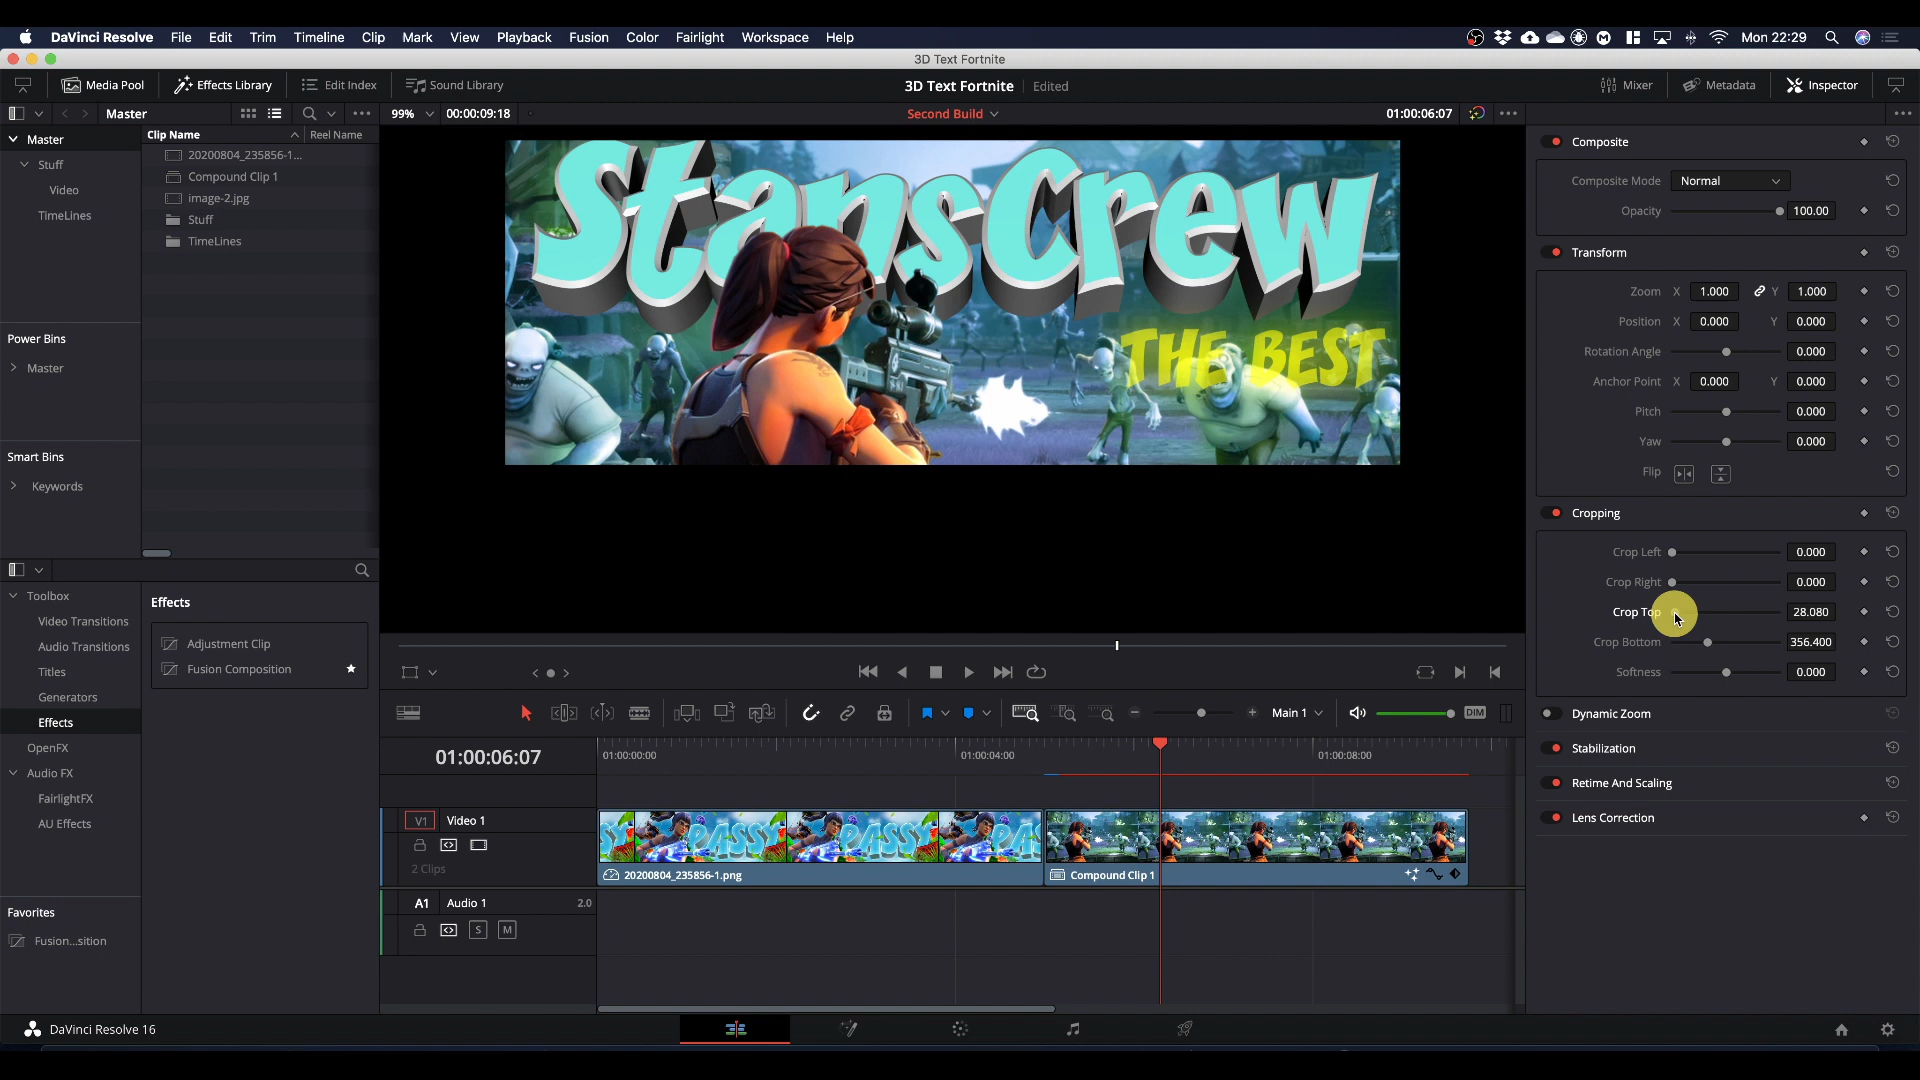 DaVinci Resolve File Edit Trim Timeline Clip Mark View Playback Fusion Color Fairlight Workspace Help Mon 22:29
3D Text Fortnite
Media Pool Effects Library Edit Index Sound Library 3D Text Fortnite Edited Mixer Metadata Inspector
Master 99% 00:00:09:18 Second Build 01:00:06:07
Master
Stuff
Video
TimeLines
Power Bins
Master
Smart Bins
Keywords
Clip Name Reel Name
20200804_235856-1...
Compound Clip 1
image-2.jpg
Stuff
TimeLines
StansCrew
THE BEST
Composite
Composite Mode Normal
Opacity 100.00
Transform
Zoom X 1.000 Y 1.000
Position X 0.000 Y 0.000
Rotation Angle 0.000
Anchor Point X 0.000 Y 0.000
Pitch 0.000
Yaw 0.000
Flip
Cropping
Crop Left 0.000
Crop Right 0.000
Crop Top 28.080
Crop Bottom 356.400
Softness 0.000
Dynamic Zoom
Stabilization
Retime And Scaling
Lens Correction
Toolbox
Video Transitions
Audio Transitions
Titles
Generators
Effects
OpenFX
Audio FX
FairlightFX
AU Effects
Favorites
Fusion...sition
Effects
Adjustment Clip
Fusion Composition
Main 1 DIM
01:00:06:07 01:00:00:00 01:00:04:00 01:00:08:00
V1 Video 1
2 Clips
PASSY PASSY
20200804_235856-1.png Compound Clip 1
A1 Audio 1 2.0
S M
DaVinci Resolve 16